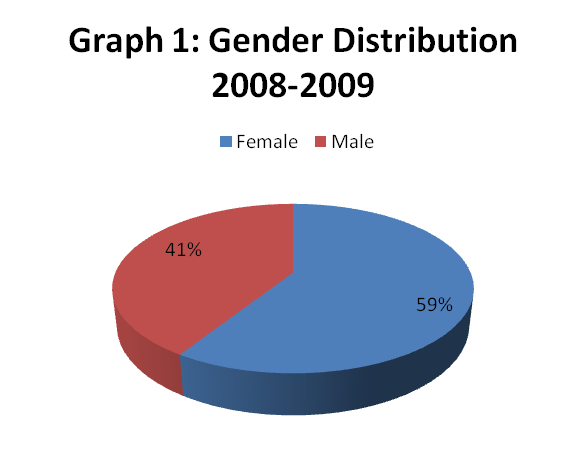 Graph 1: Gender Distribution
2008-2009
Female Male
41%
59%